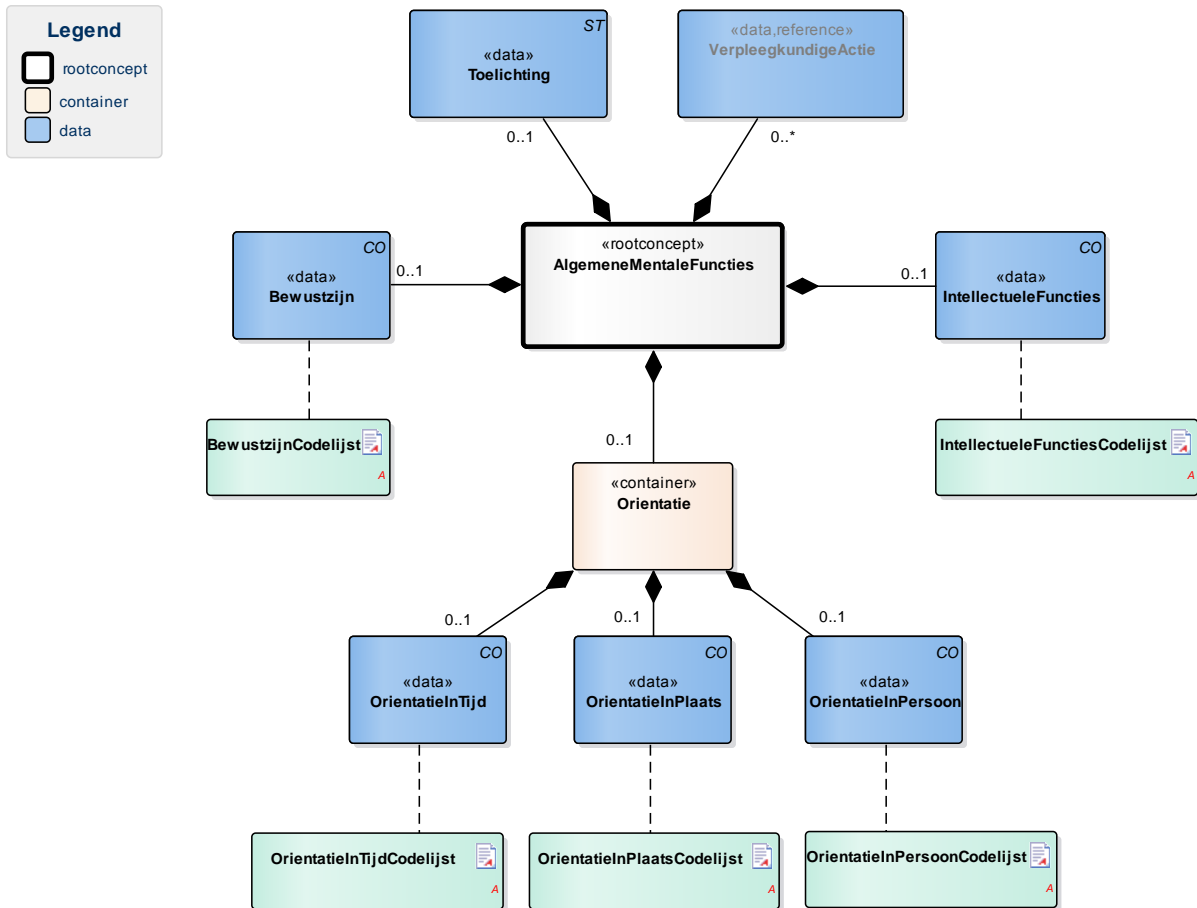 Legend
rootconcept
container
data
ST
«data»
Toelichting
«data,reference»
VerpleegkundigeActie
0..1
0..*
«rootconcept»
AlgemeneMentaleFuncties
CO
«data»
Bewustzijn
0..1
0..1
CO
«data»
IntellectueleFuncties
BewustzijnCodelijst
A
0..1
IntellectueleFunctiesCodelijst
A
«container»
Orientatie
0..1
0..1
0..1
CO
«data»
OrientatieInTijd
CO
«data»
OrientatieInPlaats
CO
«data»
OrientatieInPersoon
OrientatieInTijdCodelijst
A
OrientatieInPlaatsCodelijst
A
OrientatieInPersoonCodelijst
A